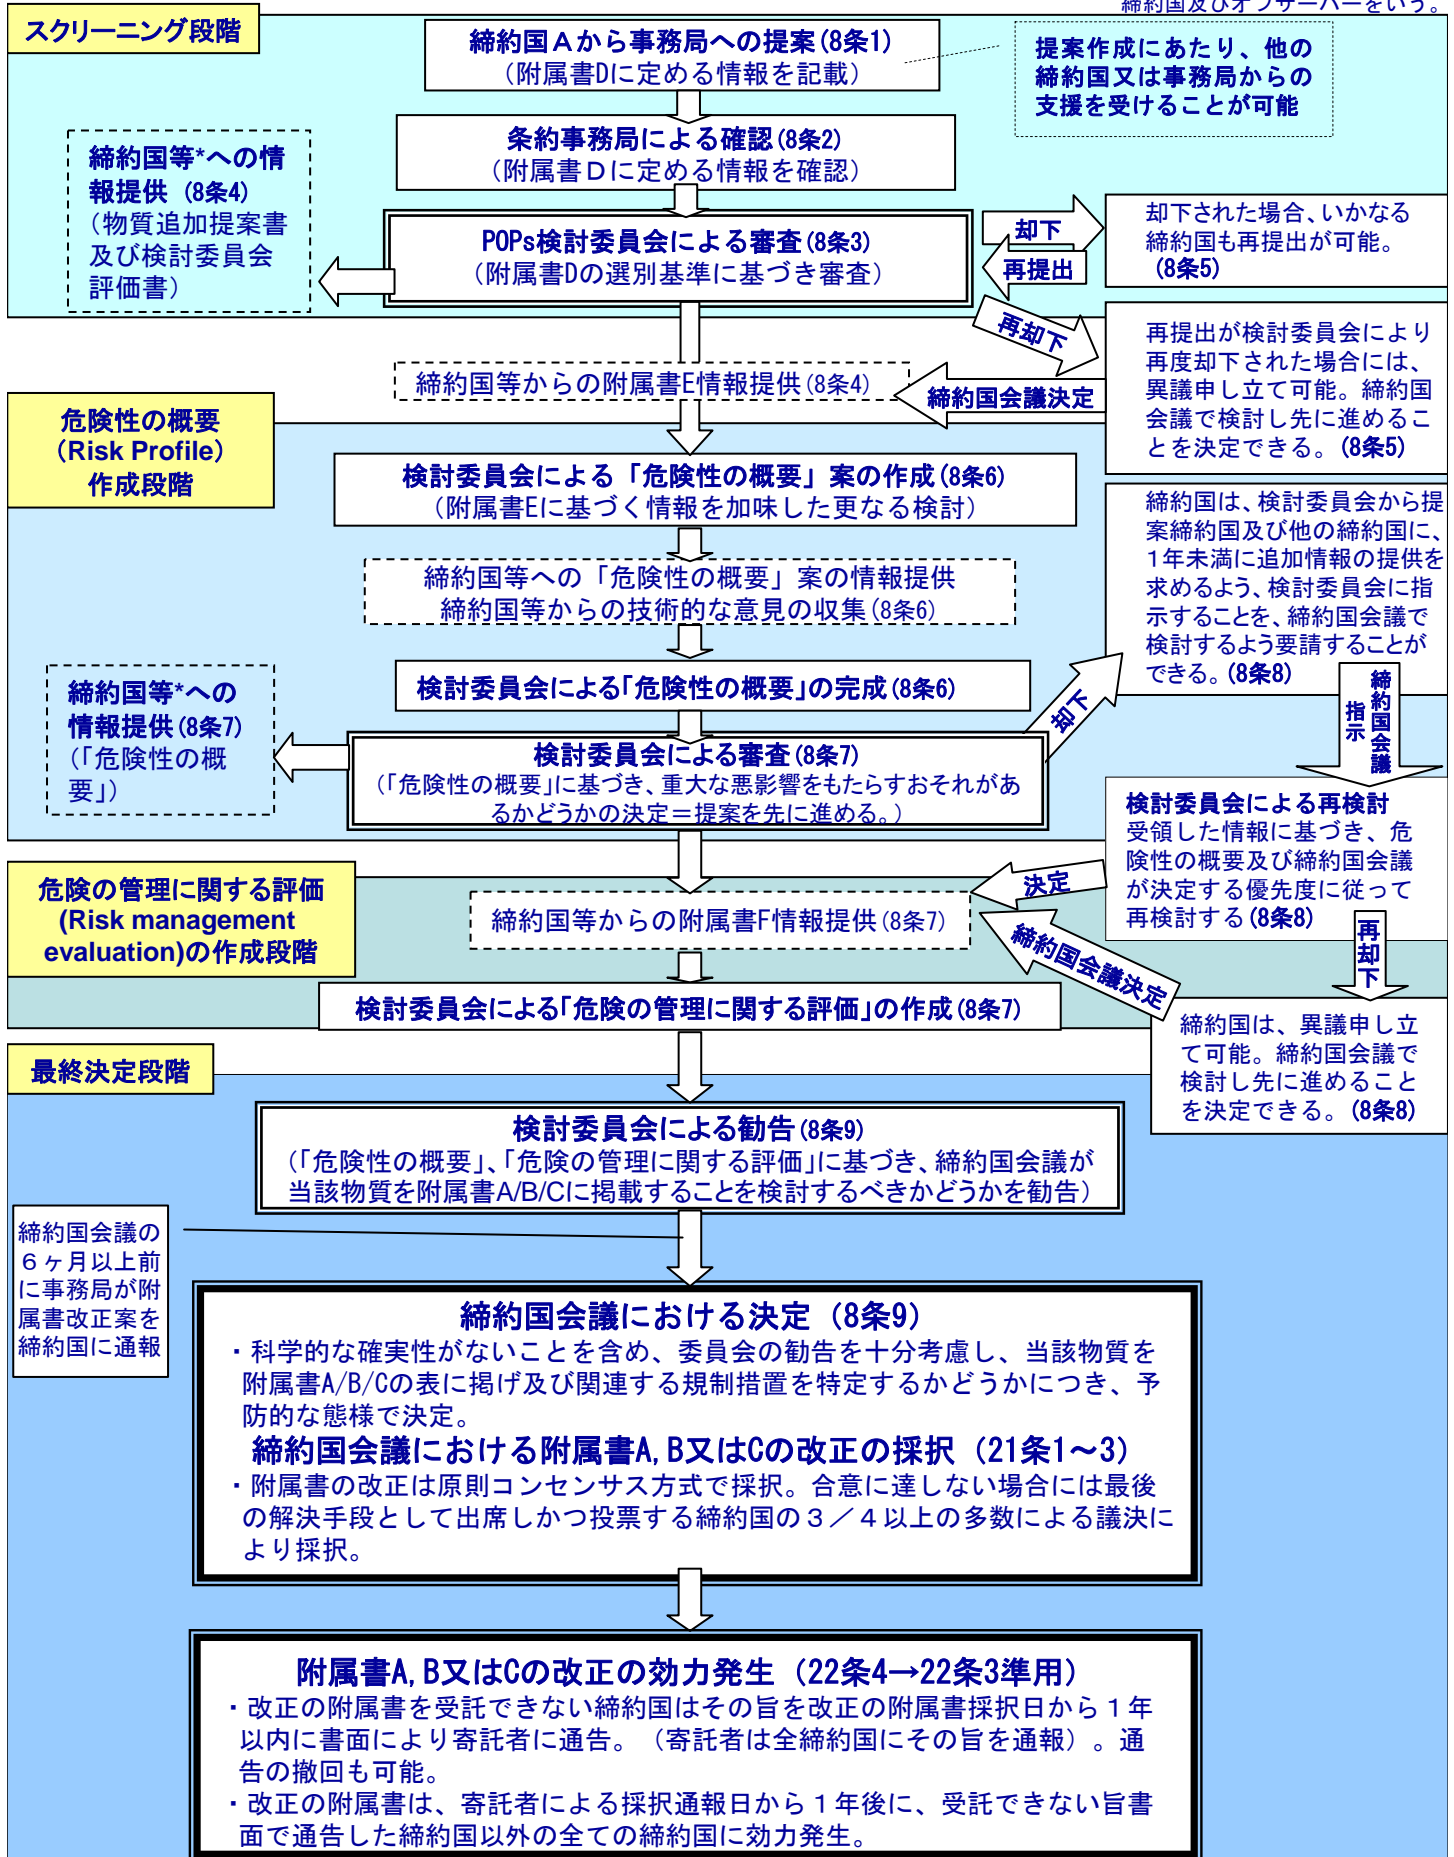 締約国及びオブザーバーをいう。
スクリーニング段階
締約国Aから事務局への提案(8条1)
(附属書Dに定める情報を記載)
提案作成にあたり、他の
締約国又は事務局からの
支援を受けることが可能
条約事務局による確認(8条2)
(附属書Dに定める情報を確認)
締約国等*への情
報提供 (8条4)
(物質追加提案書
及び検討委員会
評価書)
POPs検討委員会による審査(8条3)
(附属書Dの選別基準に基づき審査)
却下
再提出
却下された場合、いかなる
締約国も再提出が可能。
(8条5)
再却下
再提出が検討委員会により
再度却下された場合には、
異議申し立て可能。締約国
会議で検討し先に進めるこ
とを決定できる。(8条5)
締約国等からの附属書E情報提供(8条4)
締約国会議決定
危険性の概要
(Risk Profile)
作成段階
検討委員会による「危険性の概要」案の作成(8条6)
(附属書Eに基づく情報を加味した更なる検討)
締約国等への「危険性の概要」案の情報提供
締約国等からの技術的な意見の収集(8条6)
締約国は、検討委員会から提
案締約国及び他の締約国に、
1年未満に追加情報の提供を
求めるよう、検討委員会に指
示することを、締約国会議で
検討するよう要請することが
できる。(8条8)
検討委員会による「危険性の概要」の完成(8条6)
締約国等*への
情報提供(8条7)
(「危険性の概
要」)
却下
締約国会議
指示
検討委員会による審査(8条7)
(「危険性の概要」に基づき、重大な悪影響をもたらすおそれがあ
るかどうかの決定=提案を先に進める。)
検討委員会による再検討
受領した情報に基づき、危
険性の概要及び締約国会議
が決定する優先度に従って
再検討する(8条8)
危険の管理に関する評価
(Risk management
evaluation)の作成段階
決定
締約国等からの附属書F情報提供(8条7)
締約国会議決定
再却下
検討委員会による「危険の管理に関する評価」の作成(8条7)
締約国は、異議申し立
て可能。締約国会議で
検討し先に進めること
を決定できる。(8条8)
最終決定段階
検討委員会による勧告(8条9)
(「危険性の概要」、「危険の管理に関する評価」に基づき、締約国会議が
当該物質を附属書A/B/Cに掲載することを検討するべきかどうかを勧告)
締約国会議の
6ヶ月以上前
に事務局が附
属書改正案を
締約国に通報
締約国会議における決定 (8条9)
・科学的な確実性がないことを含め、委員会の勧告を十分考慮し、当該物質を
附属書A/B/Cの表に掲げ及び関連する規制措置を特定するかどうかにつき、予
防的な態様で決定。
締約国会議における附属書A,B又はCの改正の採択 (21条1~3)
・附属書の改正は原則コンセンサス方式で採択。合意に達しない場合には最後
の解決手段として出席しかつ投票する締約国の3/4以上の多数による議決に
より採択。
附属書A,B又はCの改正の効力発生 (22条4→22条3準用)
・改正の附属書を受託できない締約国はその旨を改正の附属書採択日から1年
以内に書面により寄託者に通告。(寄託者は全締約国にその旨を通報)。通
告の撤回も可能。
・改正の附属書は、寄託者による採択通報日から1年後に、受託できない旨書
面で通告した締約国以外の全ての締約国に効力発生。